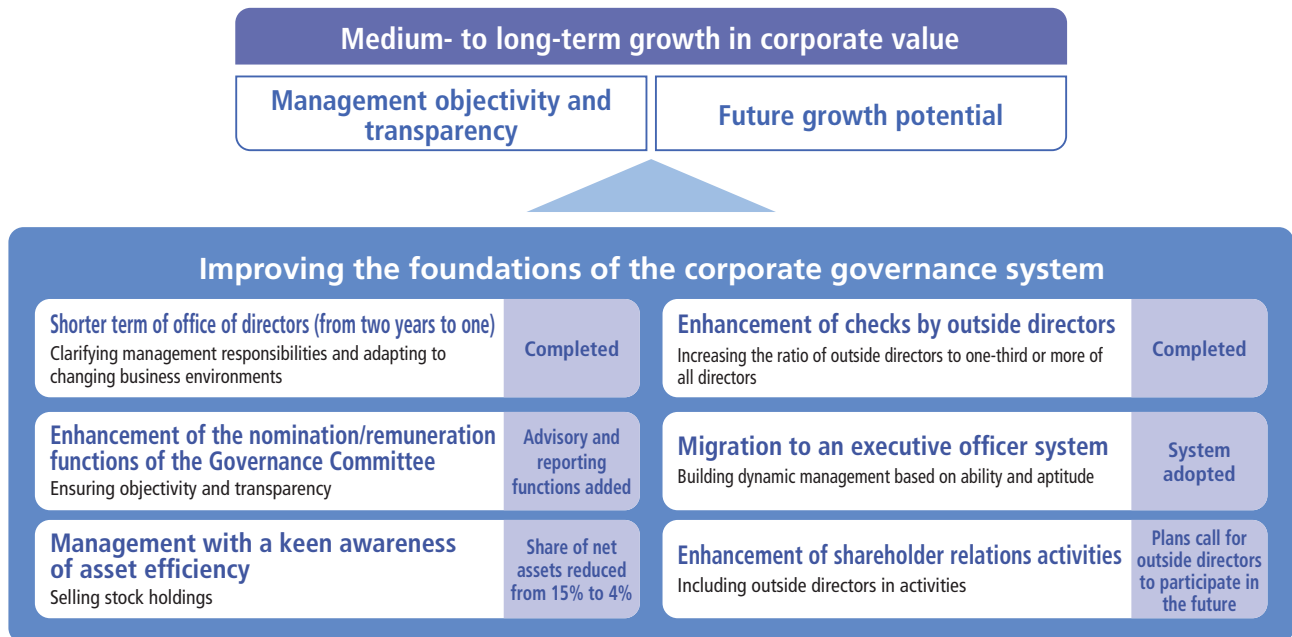 Medium- to long-term growth in corporate value
Management objectivity and
transparency
Future growth potential
Improving the foundations of the corporate governance system
Shorter term of office of directors (from two years to one)
Clarifying management responsibilities and adapting to
changing business environments
Completed
Enhancement of checks by outside directors
Increasing the ratio of outside directors to one-third or more of
all directors
Completed
Enhancement of the nomination/remuneration
functions of the Governance Committee
Ensuring objectivity and transparency
Advisory and
reporting
functions added
Migration to an executive officer system
Building dynamic management based on ability and aptitude
System
adopted
Management with a keen awareness
of asset efficiency
Selling stock holdings
Share of net
assets reduced
from 15% to 4%
Enhancement of shareholder relations activities
Including outside directors in activities
Plans call for
outside directors
to participate in
the future